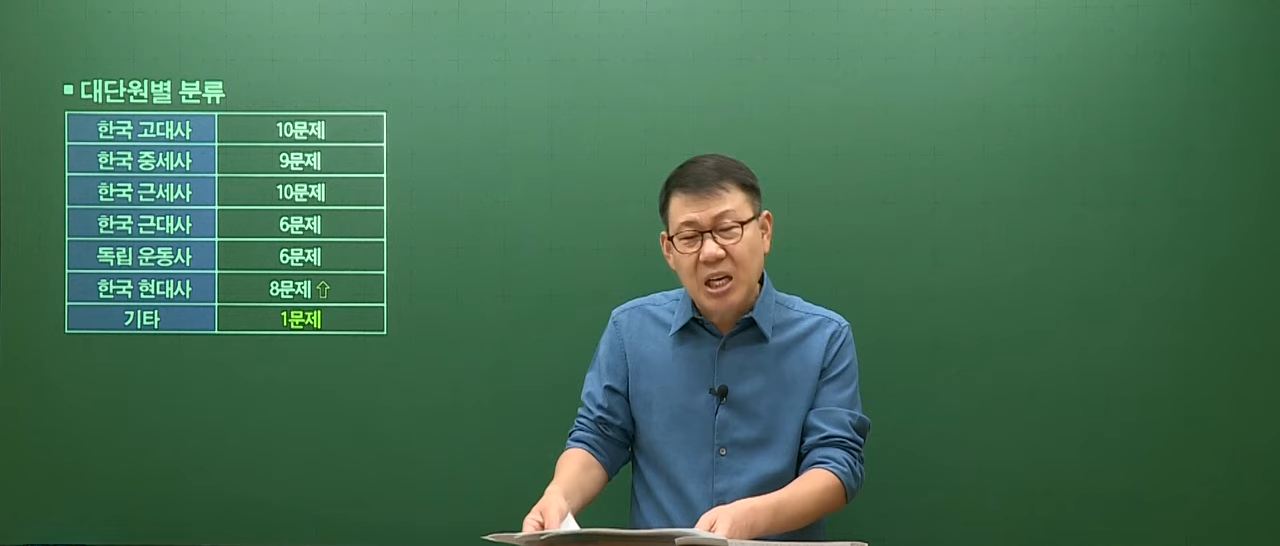 ▪ 대단원별 분류
한국 고대사 10문제
한국 중세사 9문제
한국 근세사 10문제
한국 근대사 6문제
독립 운동사 6문제
한국 현대사 8문제⇧
기타 1문제